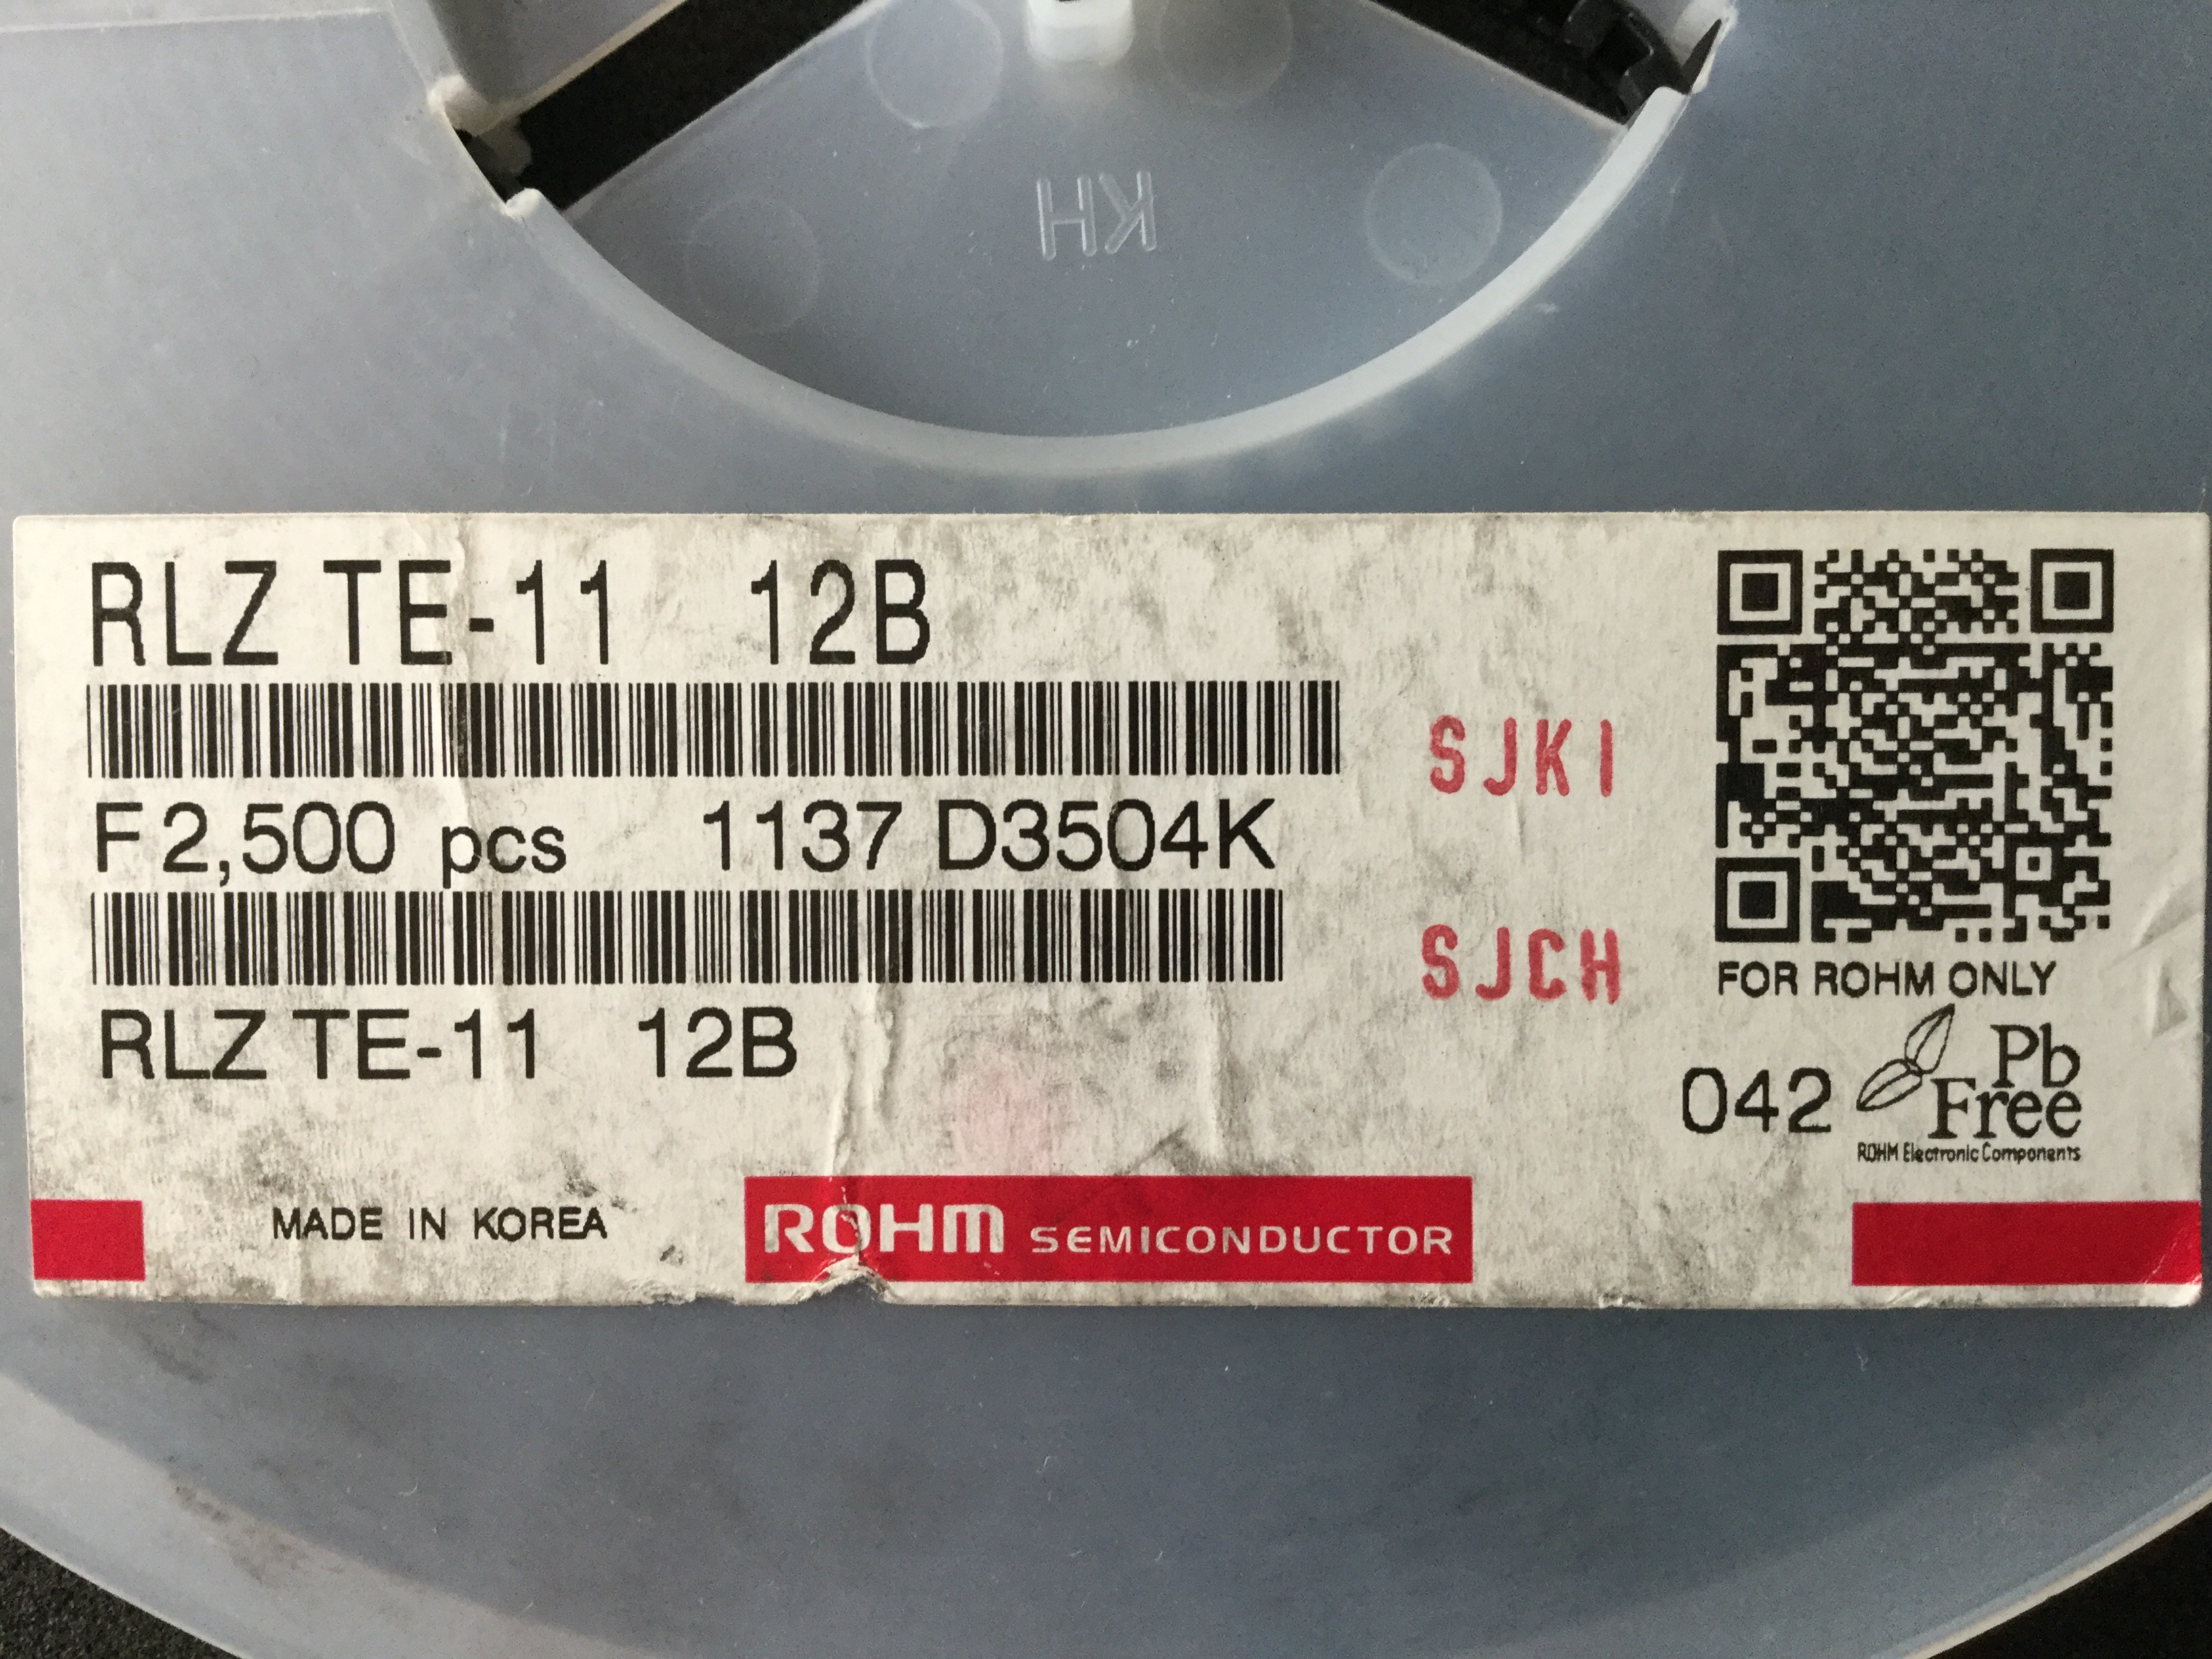 KH
RLZ TE-11 12B
SJKI
F 2,500 pcs 1137 D3504K
SJCH
FOR ROHM ONLY
RLZ TE-11 12B
042
Pb
Free
ROHM Electronic Components
MADE IN KOREA
ROHM SEMICONDUCTOR